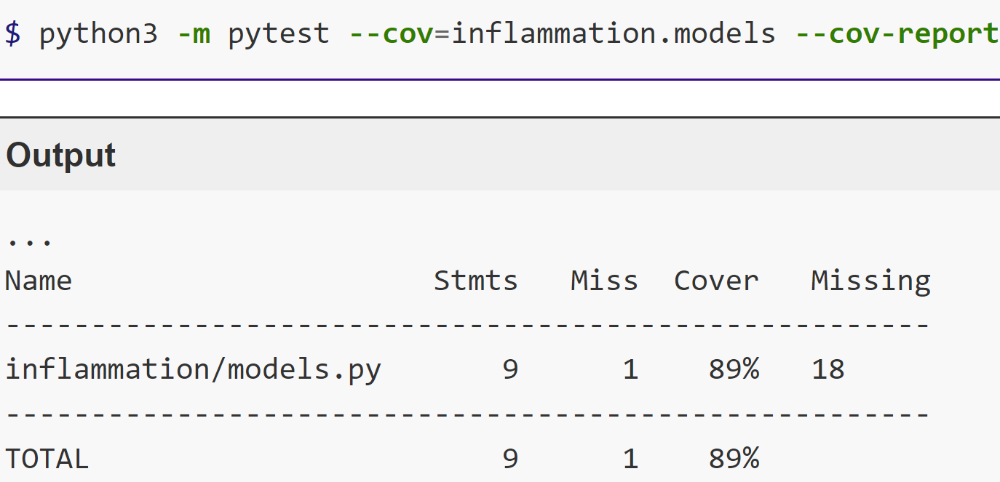 $ python3 -m pytest --cov=inflammation.models --cov-report
Output
...
Name Stmts Miss Cover Missing
------------------------------------------------------
inflammation/models.py 9 1 89% 18
------------------------------------------------------
TOTAL 9 1 89%